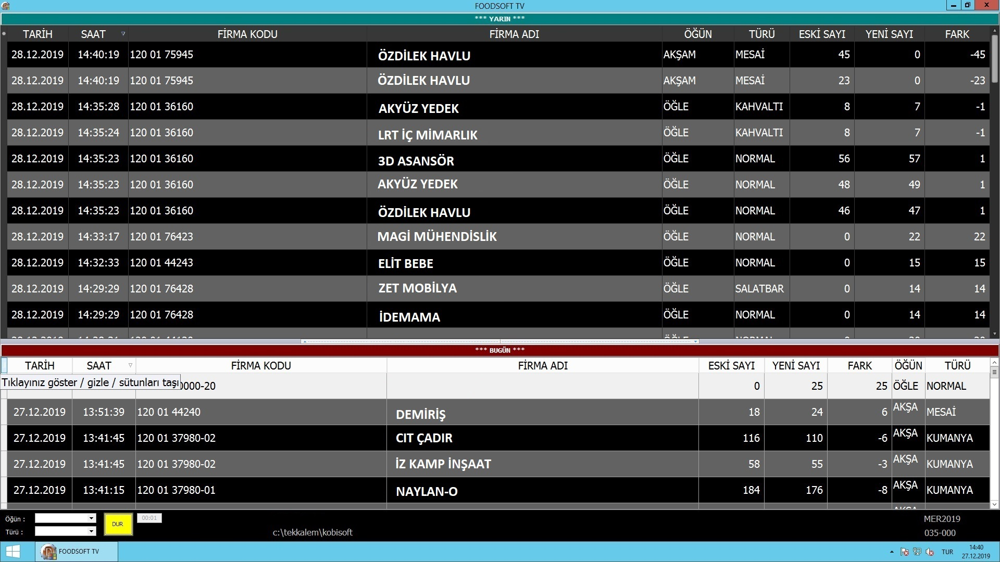 FOODSOFT TV
*** YARIN ***
TARİH SAAT FİRMA KODU FİRMA ADI ÖĞÜN TÜRÜ ESKİ SAYI YENİ SAYI FARK
28.12.2019 14:40:19 120 01 75945 ÖZDİLEK HAVLU AKŞAM MESAİ 45 0 -45
28.12.2019 14:40:19 120 01 75945 ÖZDİLEK HAVLU AKŞAM MESAİ 23 0 -23
28.12.2019 14:35:28 120 01 36160 AKYÜZ YEDEK ÖĞLE KAHVALTI 8 7 -1
28.12.2019 14:35:24 120 01 36160 LRT İÇ MİMARLIK ÖĞLE KAHVALTI 8 7 -1
28.12.2019 14:35:23 120 01 36160 3D ASANSÖR ÖĞLE NORMAL 56 57 1
28.12.2019 14:35:23 120 01 36160 AKYÜZ YEDEK ÖĞLE NORMAL 48 49 1
28.12.2019 14:35:23 120 01 36160 ÖZDİLEK HAVLU ÖĞLE NORMAL 46 47 1
28.12.2019 14:33:17 120 01 76423 MAGİ MÜHENDİSLİK ÖĞLE NORMAL 0 22 22
28.12.2019 14:32:33 120 01 44243 ELİT BEBE ÖĞLE NORMAL 0 15 15
28.12.2019 14:29:29 120 01 76428 ZET MOBİLYA ÖĞLE SALATBAR 0 14 14
28.12.2019 14:29:29 120 01 76428 İDEMAMA ÖĞLE NORMAL 0 14 14
*** BUGÜN ***
TARİH SAAT FİRMA KODU FİRMA ADI ESKİ SAYI YENİ SAYI FARK ÖĞÜN TÜRÜ
Tıklayınız göster / gizle / sütunları taşı 0000-20 0 25 25 ÖĞLE NORMAL
27.12.2019 13:51:39 120 01 44240 DEMİRİŞ 18 24 6 AKŞA MESAİ
27.12.2019 13:41:45 120 01 37980-02 CIT ÇADIR 116 110 -6 AKŞA KUMANYA
27.12.2019 13:41:45 120 01 37980-02 İZ KAMP İNŞAAT 58 55 -3 AKŞA KUMANYA
27.12.2019 13:41:15 120 01 37980-01 NAYLAN-O 184 176 -8 AKŞA KUMANYA
Öğün : DUR 00:01 MER2019
Türü : c:\tekkalem\kobisoft 035-000
FOODSOFT TV TUR 14:40
27.12.2019